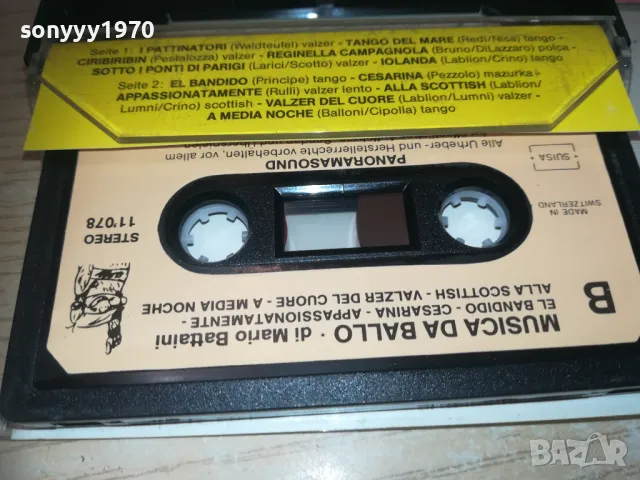 sonyyy1970
Seite 1: I PATTINATORI (Waldteufel) valzer - TANGO DEL MARE (Redi/Nisa) tango -
CIRIBIRIBIN (Pestalozza) valzer - REGINELLA CAMPAGNOLA (Bruno/DiLazzaro) polca -
SOTTO I PONTI DI PARIGI (Larici/Scotto) valzer - IOLANDA (Lablion/Crino) tango
Seite 2: EL BANDIDO (Principe) tango - CESARINA (Pezzolo) mazurka -
APPASSIONATAMENTE (Rulli) valzer lento - ALLA SCOTTISH (Lablion/
Lumni/Crino) scottish - VALZER DEL CUORE (Lablion/Lumni) valzer -
A MEDIA NOCHE (Balloni/Cipolla) tango
B
MUSICA DA BALLO · di Mario Battaini
EL BANDIDO - CESARINA - APPASSIONATAMENTE -
ALLA SCOTTISH - VALZER DEL CUORE - A MEDIA NOCHE
STEREO
11'078
MADE IN
SWITZERLAND
SUISA
PANORAMASOUND
Alle Urheber- und Herstellerrechte vorbehalten, vor allem
BAZAR